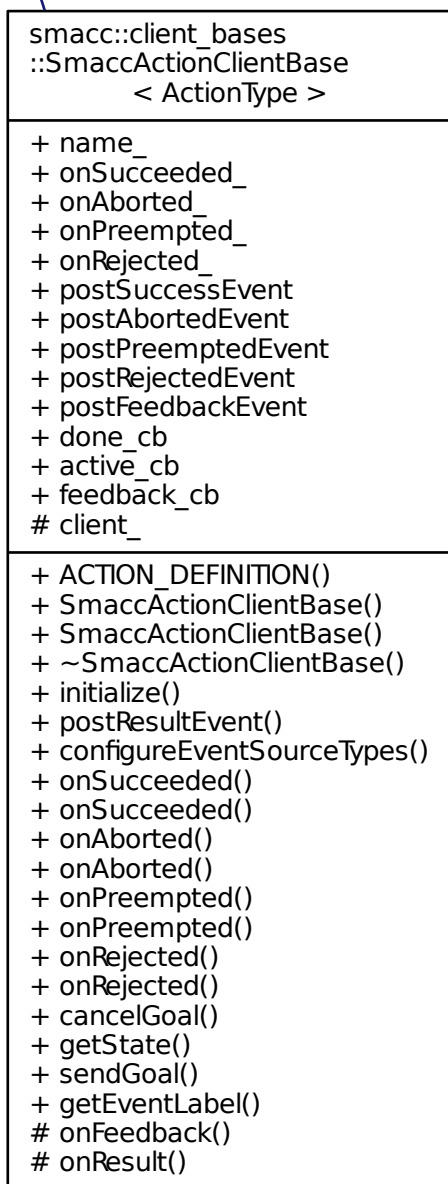 smacc::client_bases
::SmaccActionClientBase
< ActionType >
+ name_
+ onSucceeded_
+ onAborted_
+ onPreempted_
+ onRejected_
+ postSuccessEvent
+ postAbortedEvent
+ postPreemptedEvent
+ postRejectedEvent
+ postFeedbackEvent
+ done_cb
+ active_cb
+ feedback_cb
# client_
+ ACTION_DEFINITION()
+ SmaccActionClientBase()
+ SmaccActionClientBase()
+ ~SmaccActionClientBase()
+ initialize()
+ postResultEvent()
+ configureEventSourceTypes()
+ onSucceeded()
+ onSucceeded()
+ onAborted()
+ onAborted()
+ onPreempted()
+ onPreempted()
+ onRejected()
+ onRejected()
+ cancelGoal()
+ getState()
+ sendGoal()
+ getEventLabel()
# onFeedback()
# onResult()